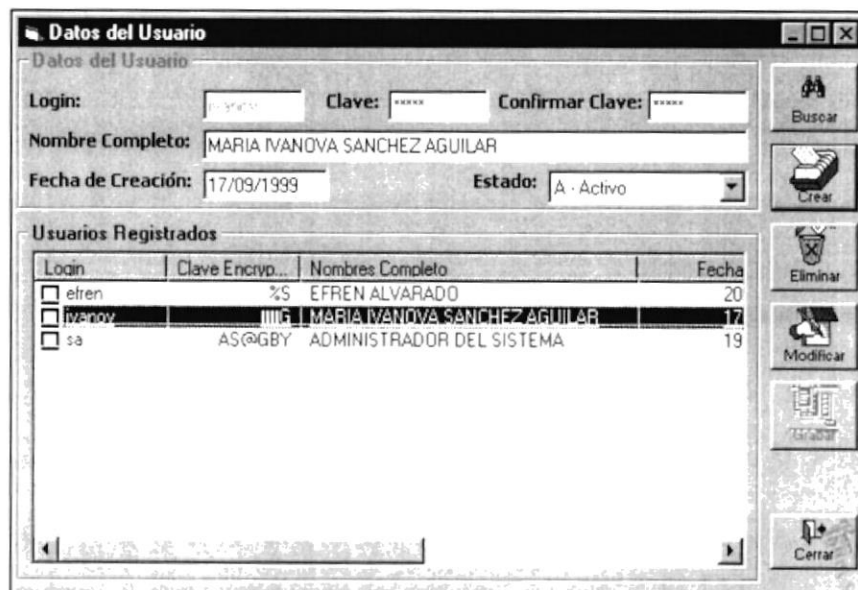 Datos del Usuario
Datos del Usuario
Login: Clave: ***** Confirmar Clave: *****
Nombre Completo: MARIA IVANOVA SANCHEZ AGUILAR
Fecha de Creación: 17/09/1999 Estado: A - Activo
Usuarios Registrados
Login Clave Encryp... Nombres Completo Fecha
efren %S EFREN ALVARADO 20
ivanov G MARIA IVANOVA SANCHEZ AGUILAR 17
sa AS@GBY ADMINISTRADOR DEL SISTEMA 19
Buscar
Crear
Eliminar
Modificar
Grabar
Cerrar